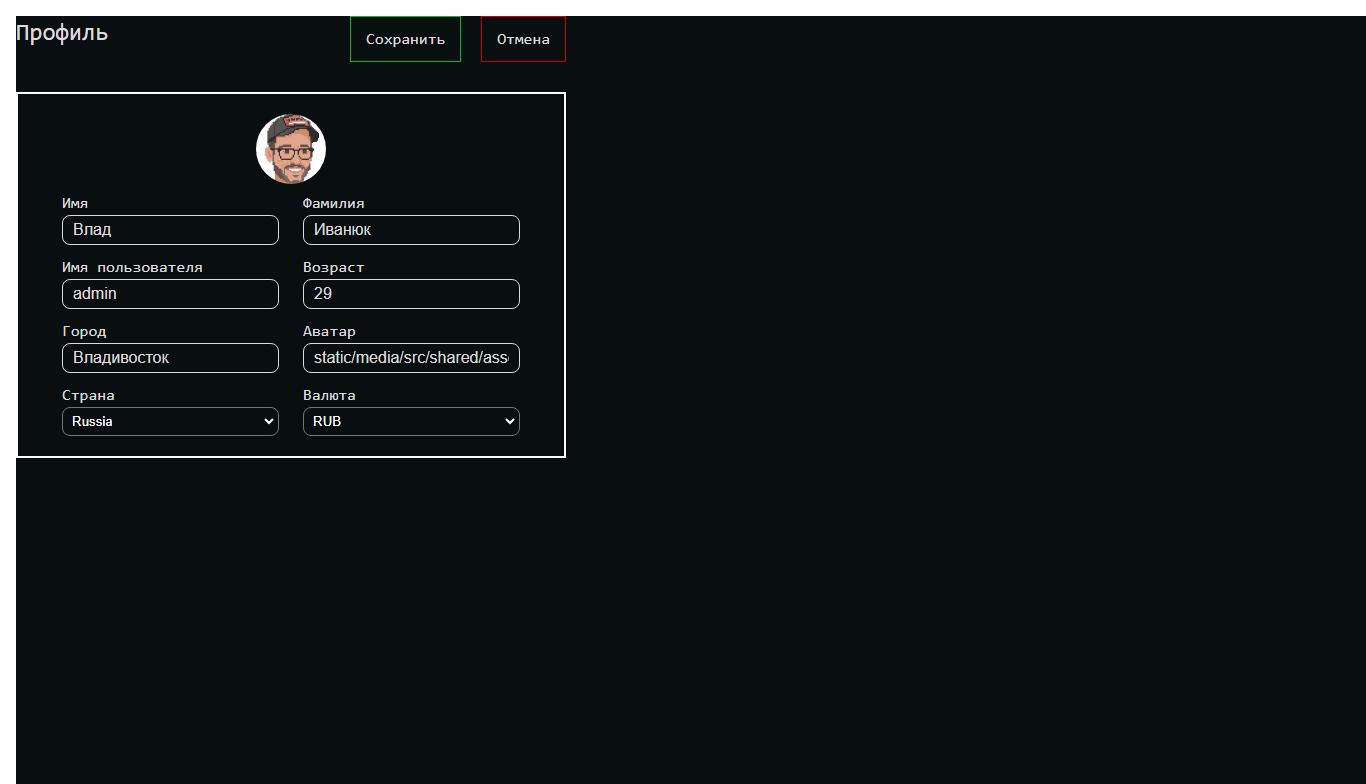 Профиль
Сохранить
Отмена
Имя
Фамилия
Влад
Иванюк
Имя пользователя
Возраст
admin
29
Город
Аватар
Владивосток
static/media/src/shared/ass
Страна
Валюта
Russia
RUB